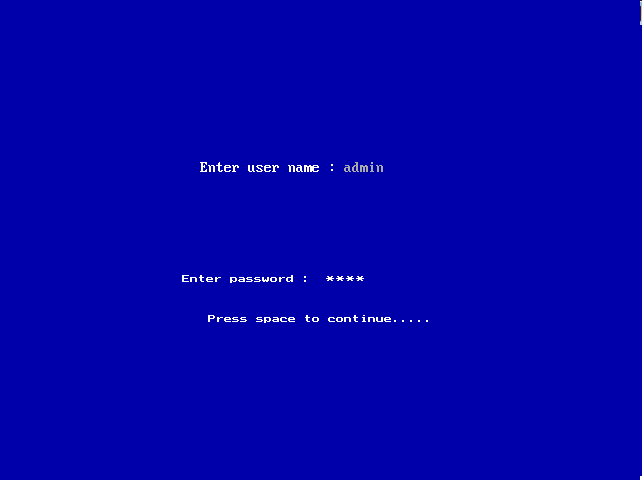 Enter user name : admin
Enter password : ****
Press space to continue.....